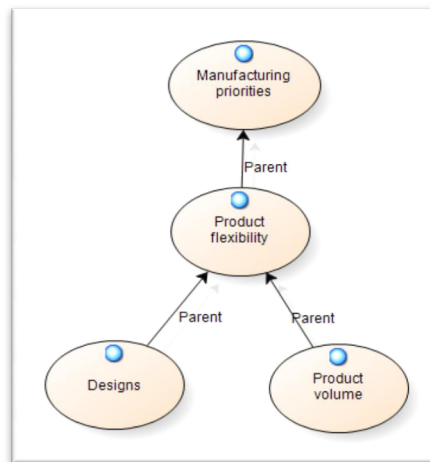 Manufacturing
priorities
Parent
Product
flexibility
Parent
Parent
Designs
Product
volume